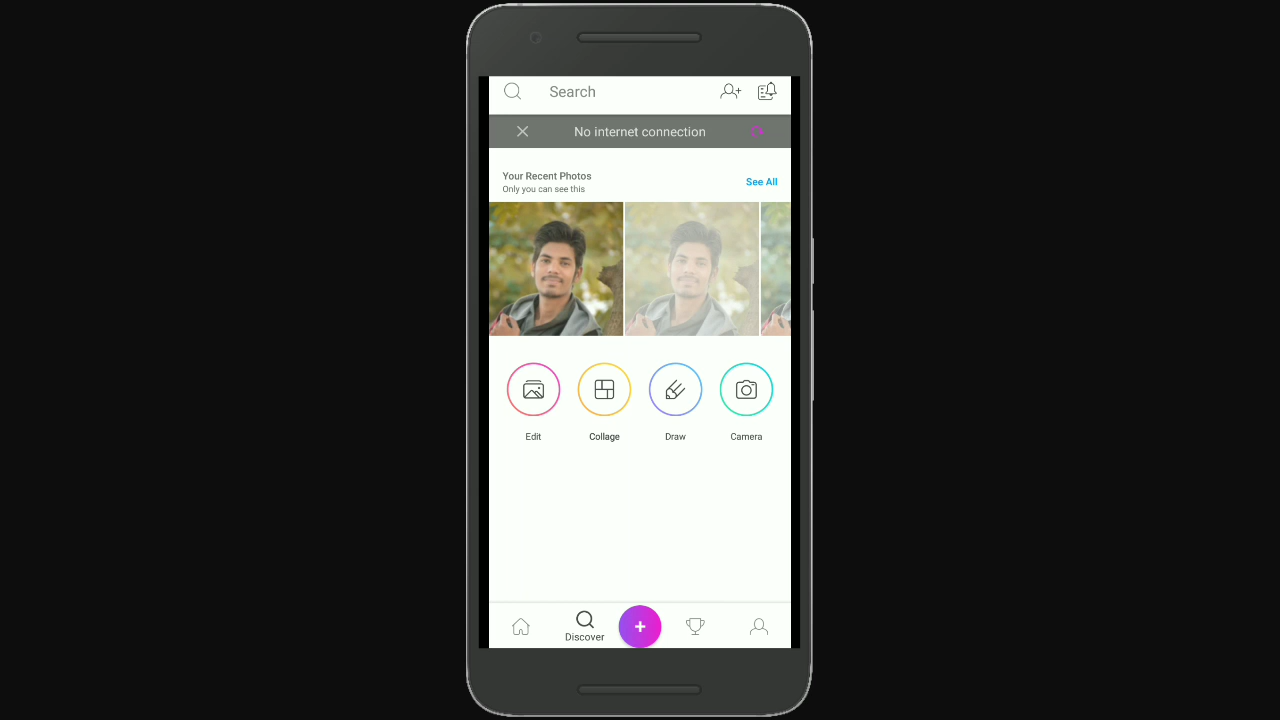 Search
No internet connection
Your Recent Photos
Only you can see this
See All
Edit
Collage
Draw
Camera
Discover